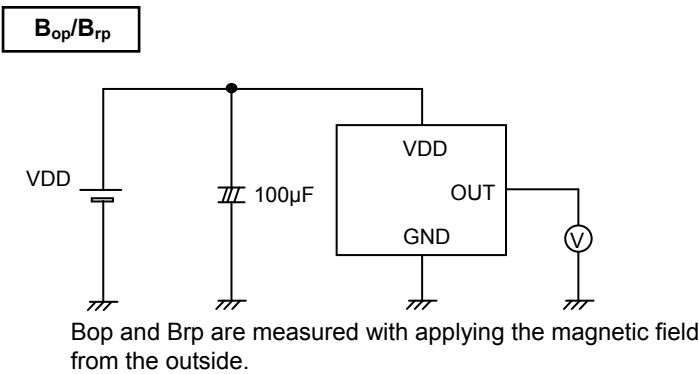 Bop/Brp
VDD
100µF
VDD
OUT
GND
V
Bop and Brp are measured with applying the magnetic field
from the outside.